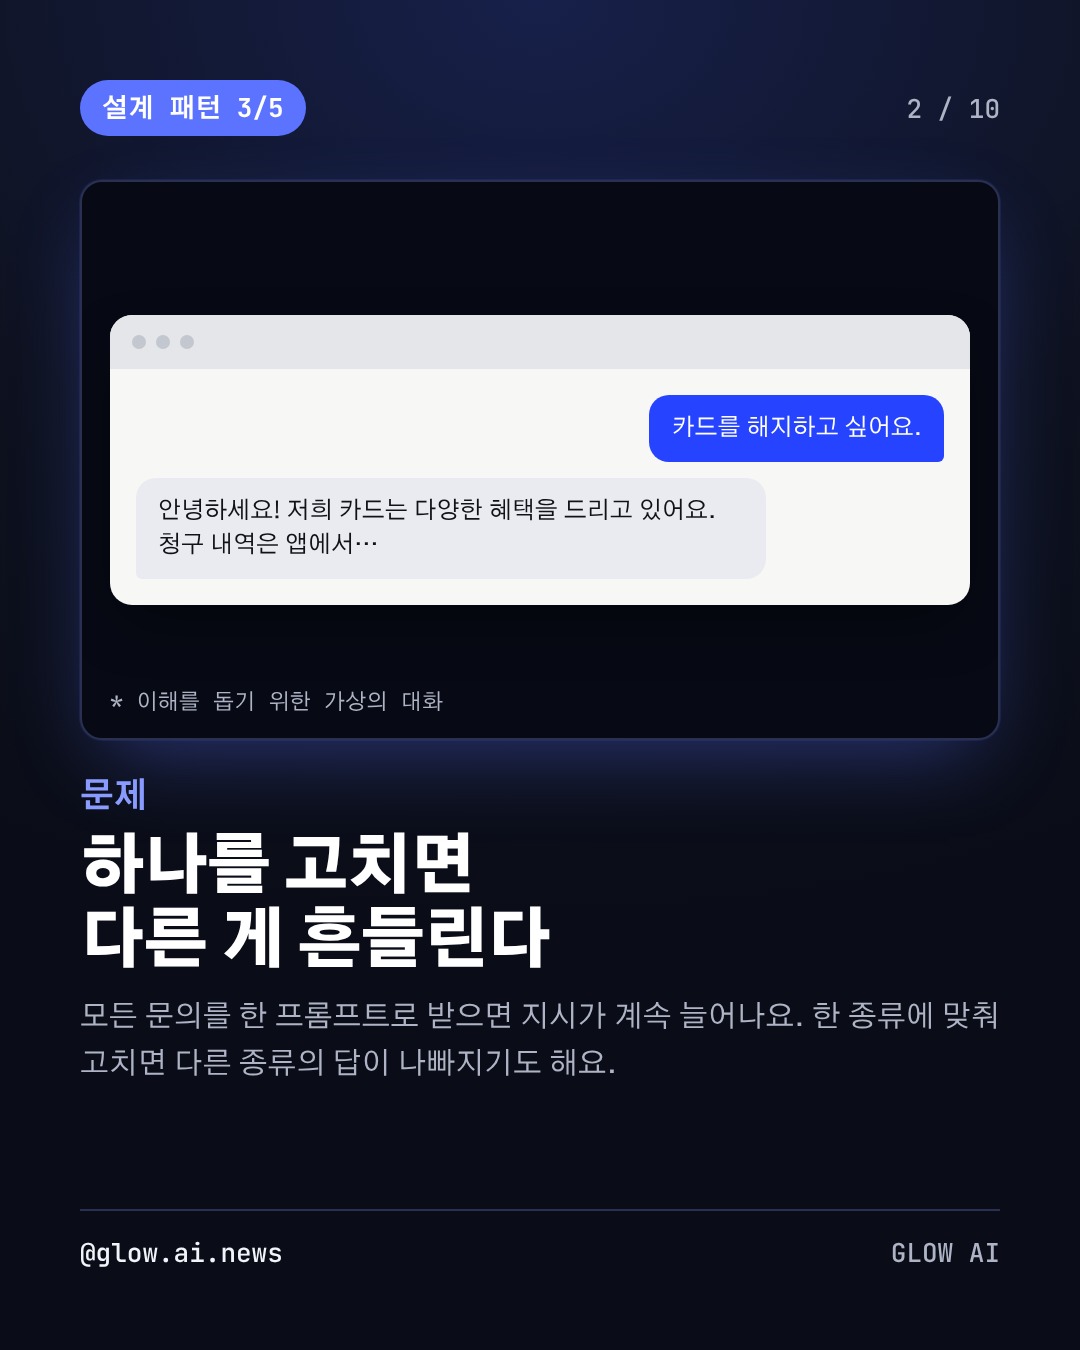 설계 패턴 3/5
2 / 10
카드를 해지하고 싶어요.
안녕하세요! 저희 카드는 다양한 혜택을 드리고 있어요.
청구 내역은 앱에서…
* 이해를 돕기 위한 가상의 대화
문제
하나를 고치면
다른 게 흔들린다
모든 문의를 한 프롬프트로 받으면 지시가 계속 늘어나요. 한 종류에 맞춰
고치면 다른 종류의 답이 나빠지기도 해요.
@glow.ai.news
GLOW AI